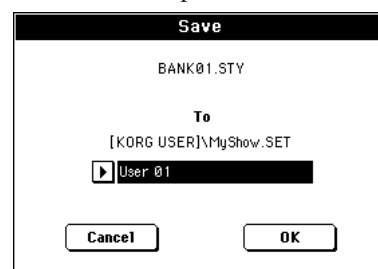 Save
BANK01.STY
To
[KORG USER]\MyShow.SET
User 01
Cancel OK